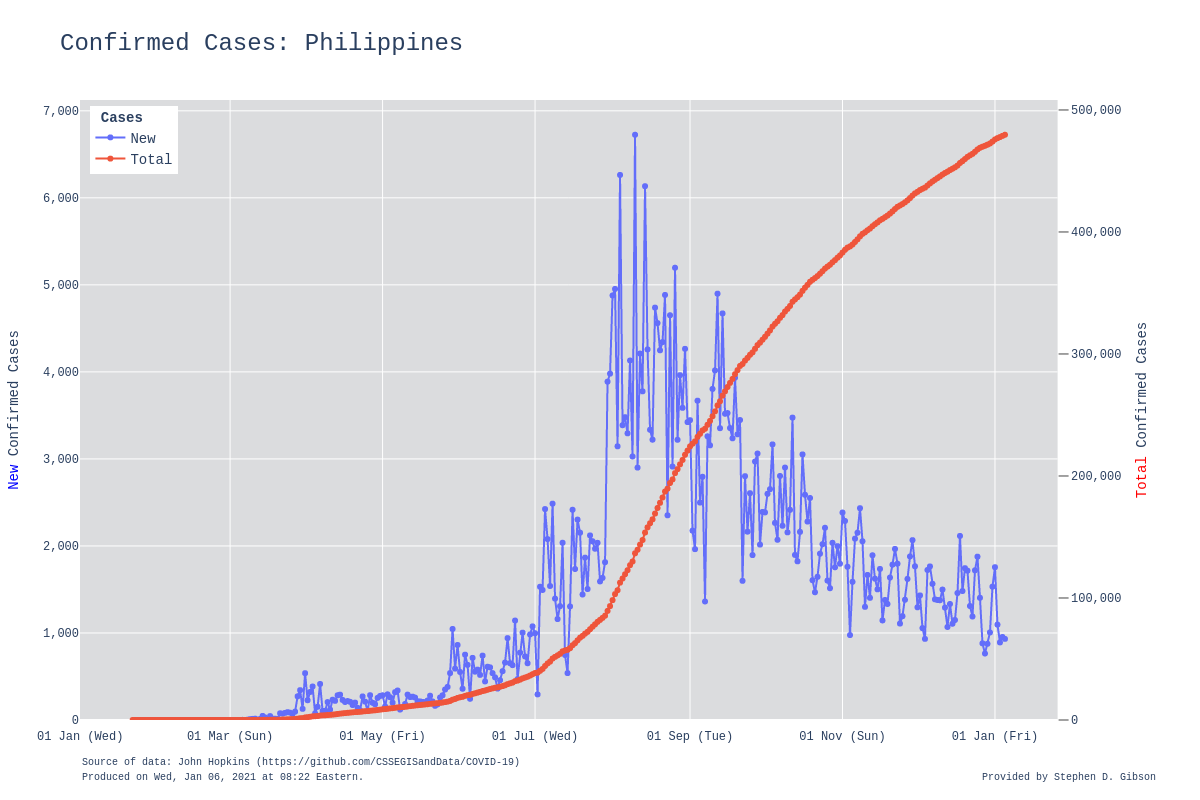 Confirmed Cases: Philippines
Cases
New
Total
7,000
6,000
5,000
4,000
3,000
2,000
1,000
0
500,000
400,000
300,000
200,000
100,000
0
New Confirmed Cases
Total Confirmed Cases
01 Jan (Wed) 01 Mar (Sun) 01 May (Fri) 01 Jul (Wed) 01 Sep (Tue) 01 Nov (Sun) 01 Jan (Fri)
Source of data: John Hopkins (https://github.com/CSSEGISandData/COVID-19)
Produced on Wed, Jan 06, 2021 at 08:22 Eastern.
Provided by Stephen D. Gibson